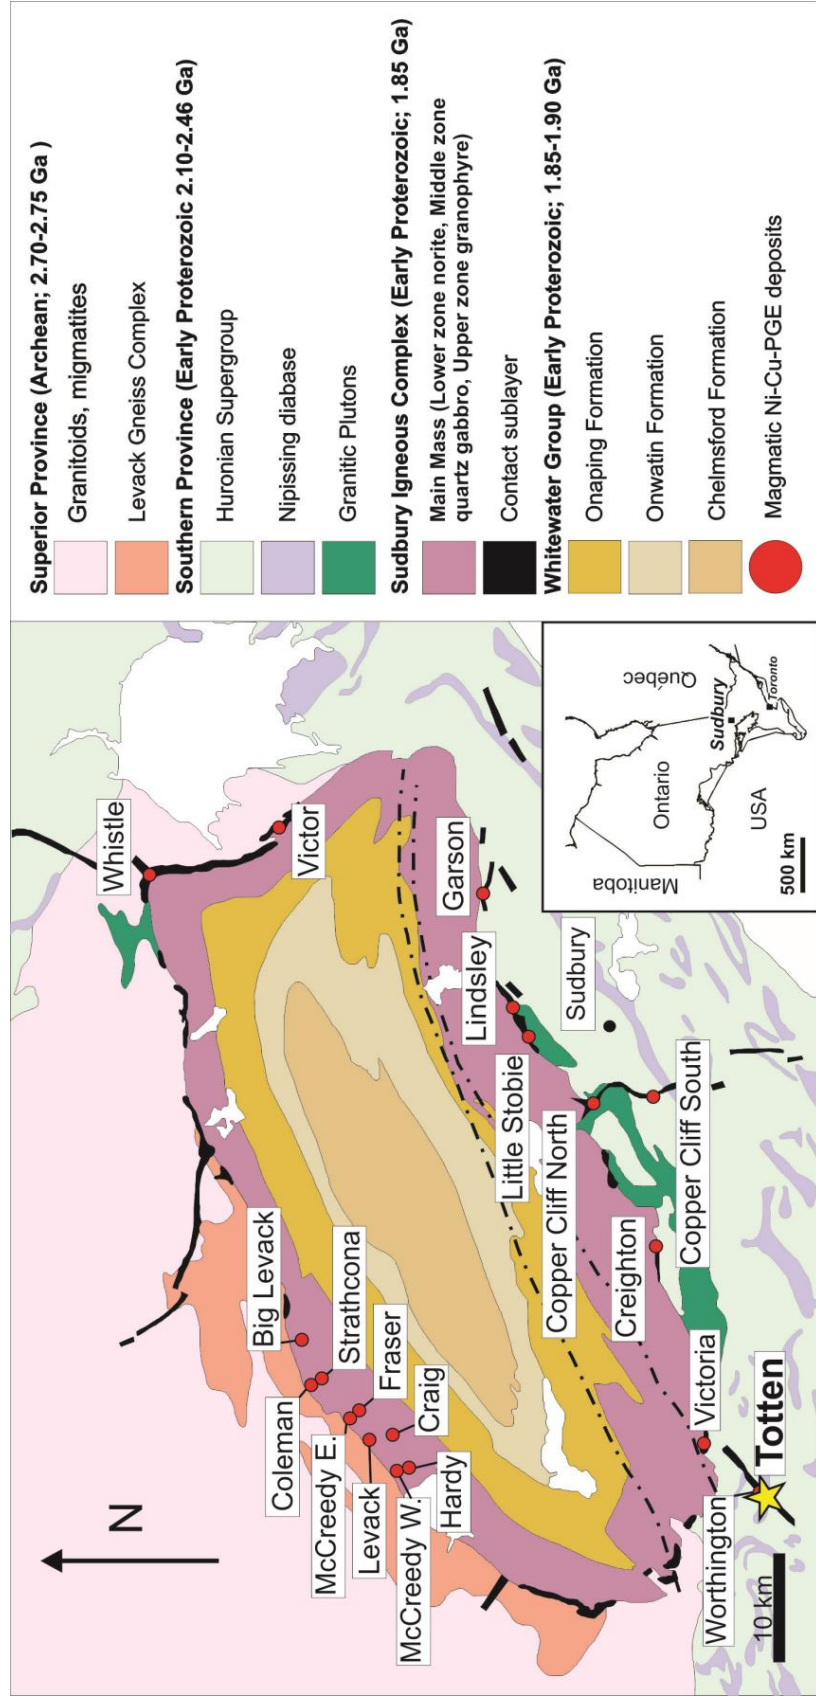 N
Whistle
Victor
Big Levack
Strathcona
Coleman
Fraser
McCreedy E.
Craig
Levack
McCreedy W.
Hardy
Garson
Lindsley
Little Stobie
Sudbury
Copper Cliff North
Copper Cliff South
Creighton
Victoria
Worthington
Totten
10 km
Manitoba
Ontario
Québec
Sudbury
Toronto
USA
500 km
Superior Province (Archean; 2.70-2.75 Ga )
Granitoids, migmatites
Levack Gneiss Complex
Southern Province (Early Proterozoic 2.10-2.46 Ga)
Huronian Supergroup
Nipissing diabase
Granitic Plutons
Sudbury Igneous Complex (Early Proterozoic; 1.85 Ga)
Main Mass (Lower zone norite, Middle zone
quartz gabbro, Upper zone granophyre)
Contact sublayer
Whitewater Group (Early Proterozoic; 1.85-1.90 Ga)
Onaping Formation
Onwatin Formation
Chelmsford Formation
Magmatic Ni-Cu-PGE deposits